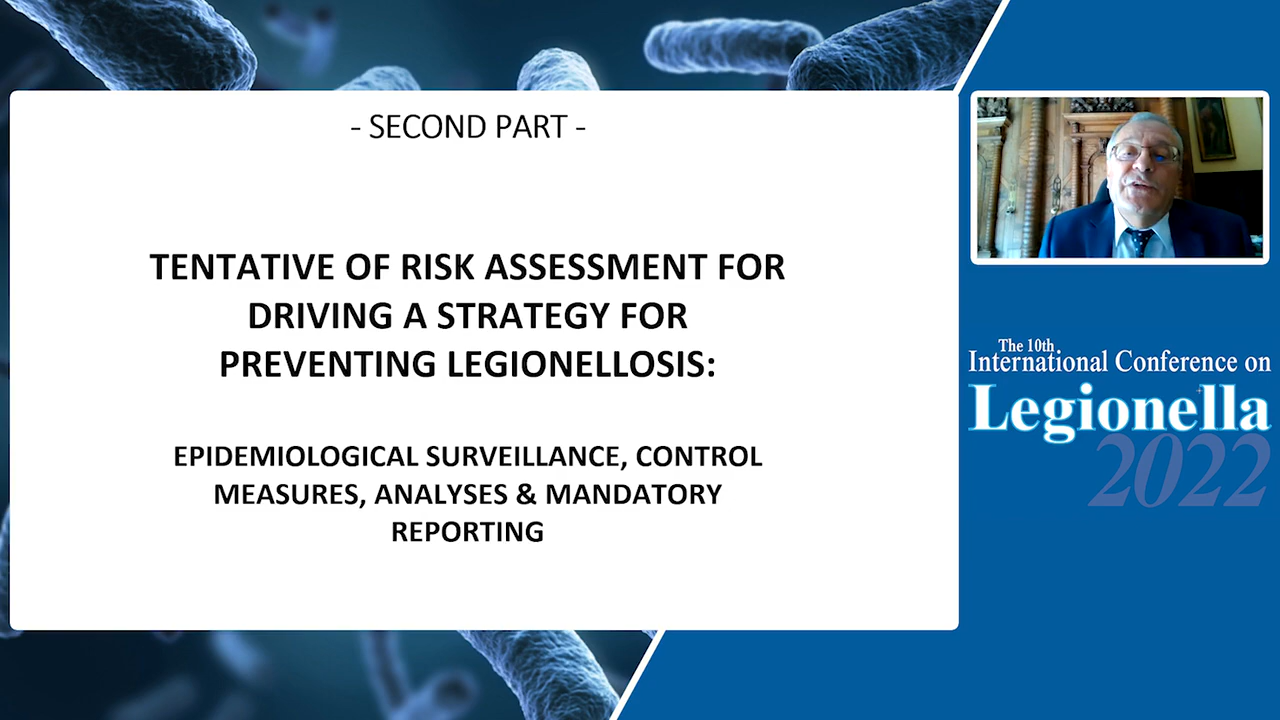 - SECOND PART -
TENTATIVE OF RISK ASSESSMENT FOR
DRIVING A STRATEGY FOR
PREVENTING LEGIONELLOSIS:
EPIDEMIOLOGICAL SURVEILLANCE, CONTROL
MEASURES, ANALYSES & MANDATORY
REPORTING
The 10th
International Conference on
Legionella
2022